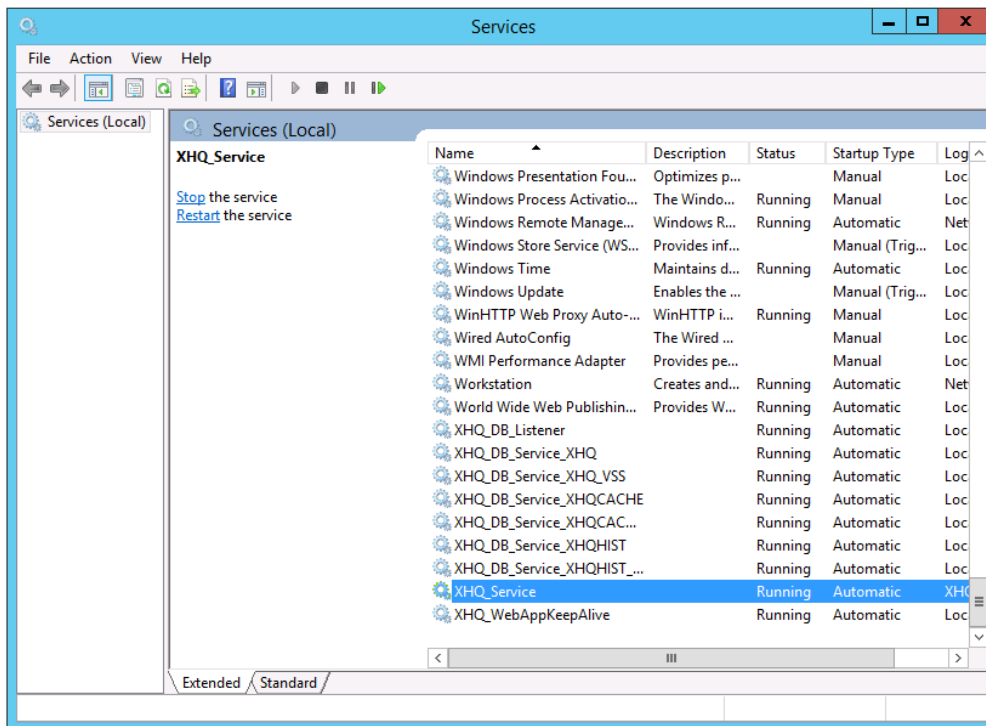 Services
File Action View Help
Services (Local)
Services (Local)
XHQ_Service
Stop the service
Restart the service
Name Description Status Startup Type Log
Windows Presentation Fou... Optimizes p... Manual Loc
Windows Process Activatio... The Windo... Running Manual Loc
Windows Remote Manage... Windows R... Running Automatic Net
Windows Store Service (WS... Provides inf... Manual (Trig... Loc
Windows Time Maintains d... Running Automatic Loc
Windows Update Enables the ... Manual (Trig... Loc
WinHTTP Web Proxy Auto-... WinHTTP i... Running Manual Loc
Wired AutoConfig The Wired ... Manual Loc
WMI Performance Adapter Provides pe... Manual Loc
Workstation Creates and... Running Automatic Net
World Wide Web Publishin... Provides W... Running Automatic Loc
XHQ_DB_Listener Running Automatic Loc
XHQ_DB_Service_XHQ Running Automatic Loc
XHQ_DB_Service_XHQ_VSS Running Automatic Loc
XHQ_DB_Service_XHQCACHE Running Automatic Loc
XHQ_DB_Service_XHQCAC... Running Automatic Loc
XHQ_DB_Service_XHQHIST Running Automatic Loc
XHQ_DB_Service_XHQHIST_... Running Automatic Loc
XHQ_Service Running Automatic XHQ
XHQ_WebAppKeepAlive Running Automatic Loc
Extended Standard